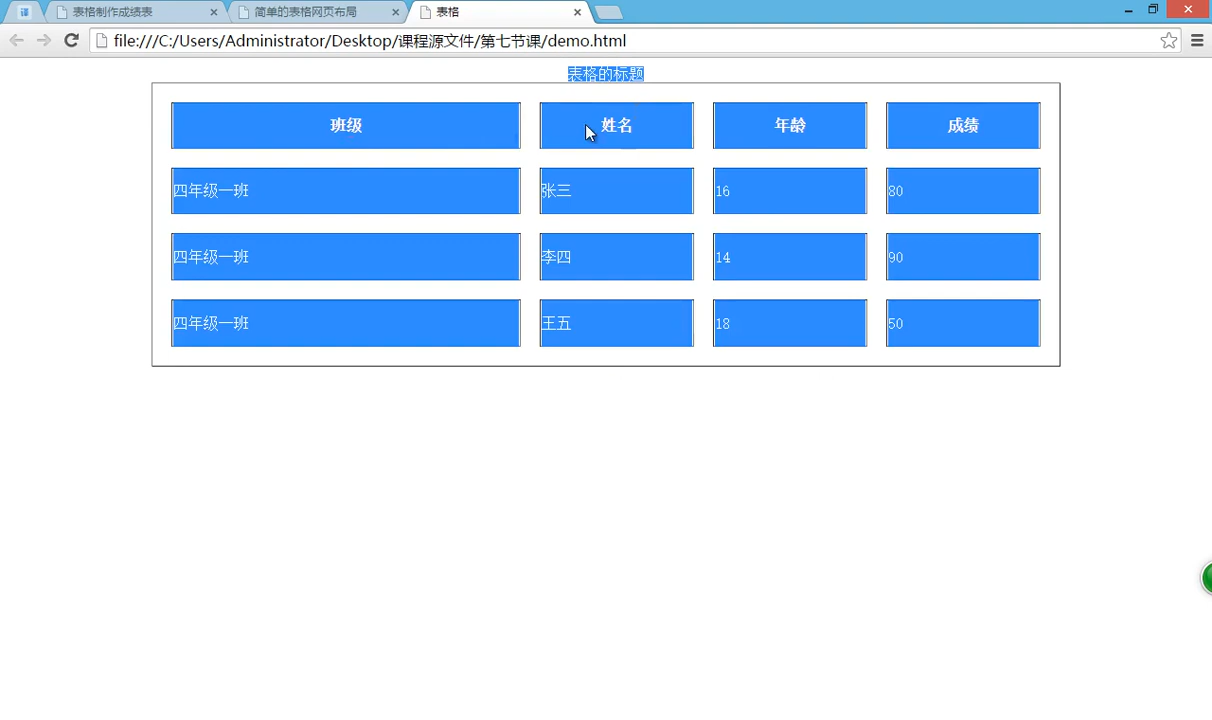 译 表格制作成绩表 简单的表格网页布局 表格
file:///C:/Users/Administrator/Desktop/课程源文件/第七节课/demo.html
表格的标题
班级 姓名 年龄 成绩
四年级一班 张三 16 80
四年级一班 李四 14 90
四年级一班 王五 18 50